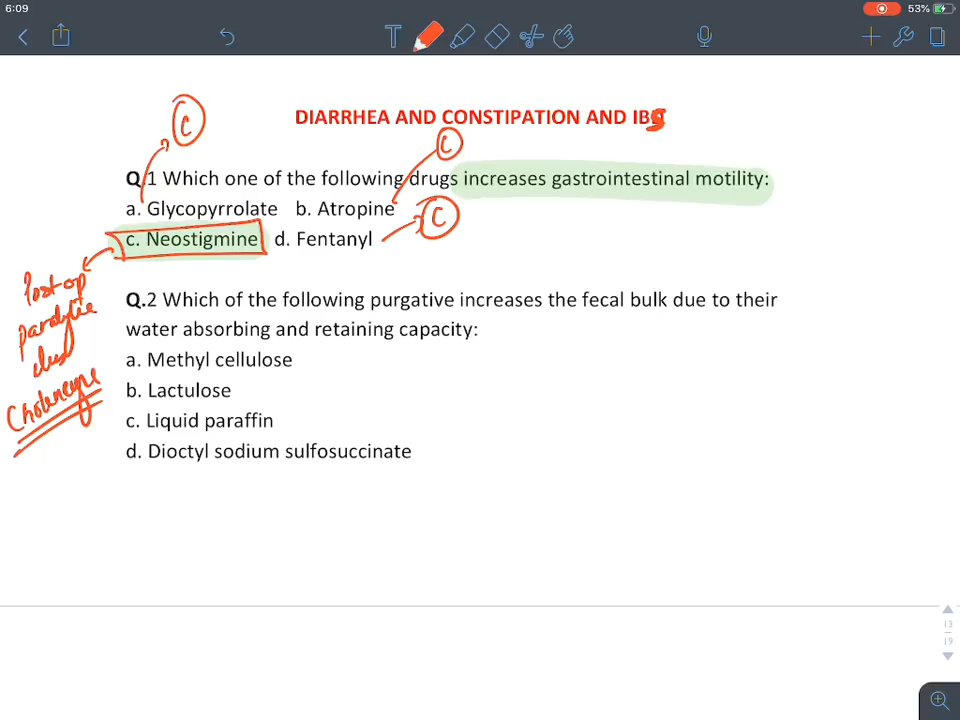 6:09
53%
T
DIARRHEA AND CONSTIPATION AND IBS
C
C
Q.1 Which one of the following drugs increases gastrointestinal motility:
a. Glycopyrrolate b. Atropine
C
c. Neostigmine d. Fentanyl
Post-op
paralytic
Q.2 Which of the following purgative increases the fecal bulk due to their
water absorbing and retaining capacity:
a. Methyl cellulose
b. Lactulose
c. Liquid paraffin
d. Dioctyl sodium sulfosuccinate
13
19